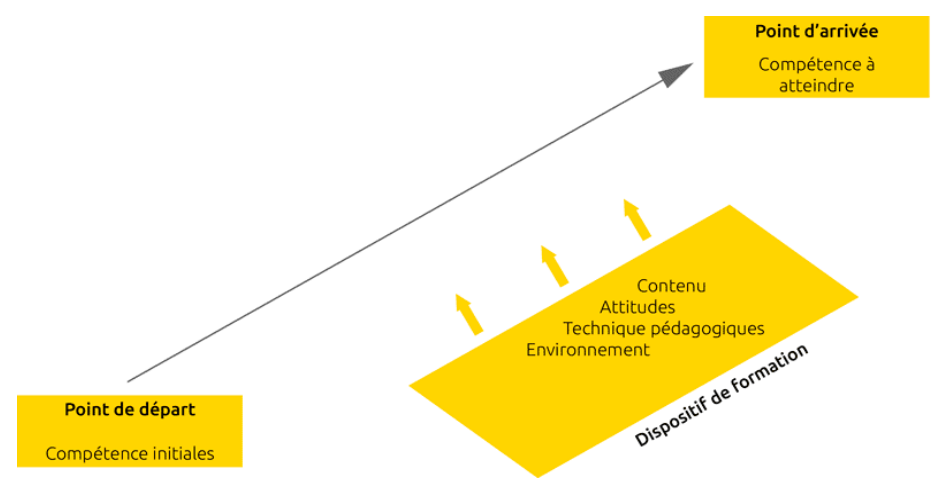 Point d’arrivée
Compétence à
atteindre
Contenu
Attitudes
Technique pédagogiques
Environnement
Dispositif de formation
Point de départ
Compétence initiales